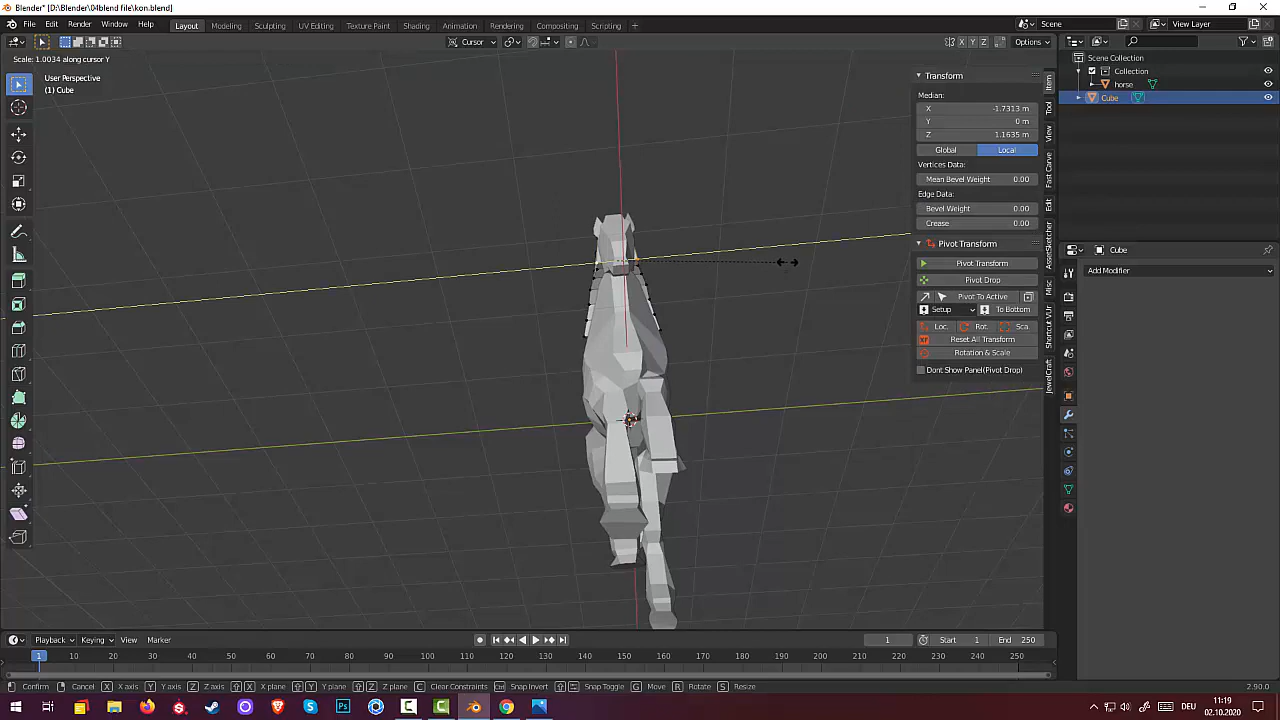 Blender* [D:\Blender\04blend file\kon.blend]
File Edit Render Window Help Layout Modeling Sculpting UV Editing Texture Paint Shading Animation Rendering Compositing Scripting Scene View Layer
Cursor X Y Z Options
Scale: 1.0034 along cursor Y
User Perspective
(1) Cube
Transform
Median:
X -1.7313 m
Y 0 m
Z 1.1635 m
Global Local
Vertices Data:
Mean Bevel Weight 0.00
Edge Data:
Bevel Weight 0.00
Crease 0.00
Pivot Transform
Pivot Transform
Pivot Drop
Pivot To Active
Setup To Bottom
Loc. Rot. Sca.
Reset All Transform
Rotation & Scale
Dont Show Panel(Pivot Drop)
Item
Tool
View
Fast Carve
Edit
AssetSketcher
Misc
Shortcut VUr
JewelCraft
Scene Collection
Collection
horse
Cube
Cube
Add Modifier
Playback Keying View Marker 1 Start 1 End 250
1 10 20 30 40 50 60 70 80 90 100 110 120 130 140 150 160 170 180 190 200 210 220 230 240 250
Confirm Cancel X X axis Y Y axis Z Z axis X X plane Y Y plane Z Z plane C Clear Constraints Snap Invert Snap Toggle G Move R Rotate S Resize 2.90.0
DEU 11:19
02.10.2020